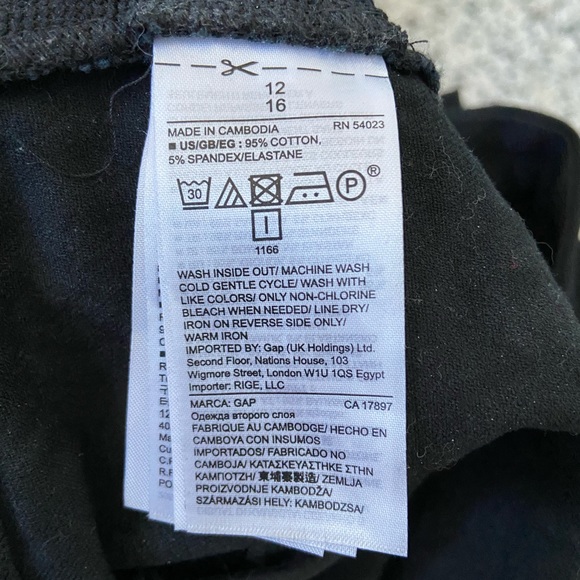 12
16
MADE IN CAMBODIA RN 54023
■ US/GB/EG : 95% COTTON,
5% SPANDEX/ELASTANE
30 P ®
1166
WASH INSIDE OUT/ MACHINE WASH
COLD GENTLE CYCLE/ WASH WITH
LIKE COLORS/ ONLY NON-CHLORINE
BLEACH WHEN NEEDED/ LINE DRY/
IRON ON REVERSE SIDE ONLY/
WARM IRON
IMPORTED BY: Gap (UK Holdings) Ltd.
Second Floor, Nations House, 103
Wigmore Street, London W1U 1QS Egypt
Importer: RIGE, LLC
MARCA: GAP CA 17897
Одежда второго слоя
FABRIQUE AU CAMBODGE/ HECHO EN
CAMBOYA CON INSUMOS
IMPORTADOS/ FABRICADO NO
CAMBOJA/ ΚΑΤΑΣΚΕΥΑΣΤΗΚΕ ΣΤΗΝ
ΚΑΜΠΟΤΖΗ/ 柬埔寨製造/ ZEMLJA
PROIZVODNJE KAMBODŽA/
SZÁRMAZÁSI HELY: KAMBODZSA/